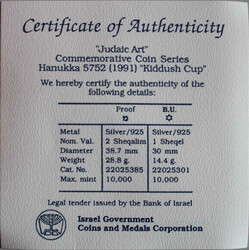 Certificate of Authenticity
"Judaic Art"
Commemorative Coin Series
Hanukka 5752 (1991) "Kiddush Cup"
We hereby certify the authenticity of the
following details:
Proof B.U.
מ א
Metal Silver/925 Silver/925
Nom. Val. 2 Sheqalim 1 Sheqel
Diameter 38.7 mm 30 mm
Weight 28.8 g. 14.4 g.
Cat. No. 22025385 22025301
Max. mint 10,000 10,000
Legal tender issued by the Bank of Israel
Israel Government
Coins and Medals Corporation